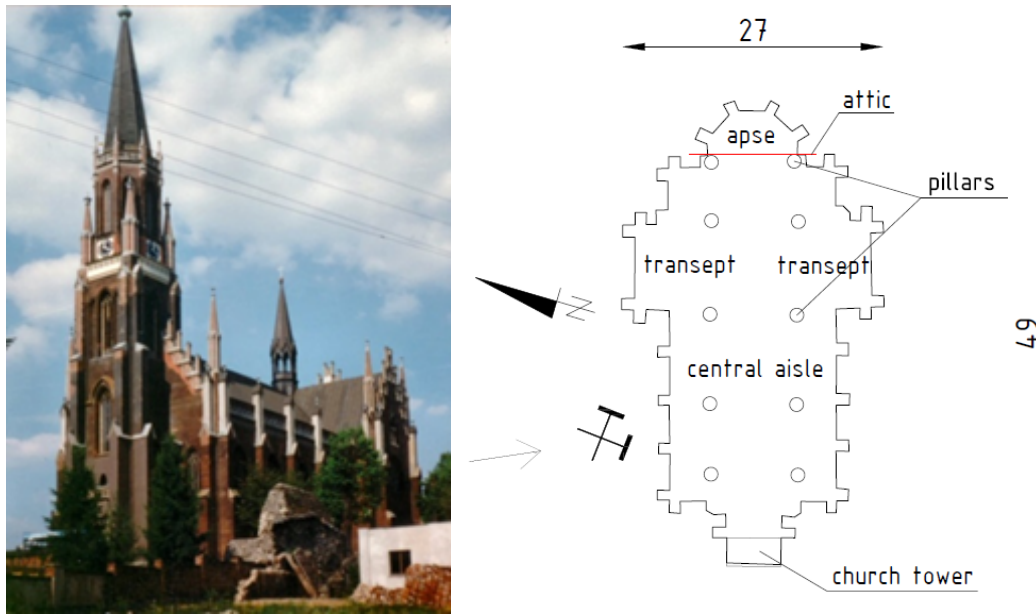 27
attic
apse
pillars
transept
transept
N
49
central aisle
church tower